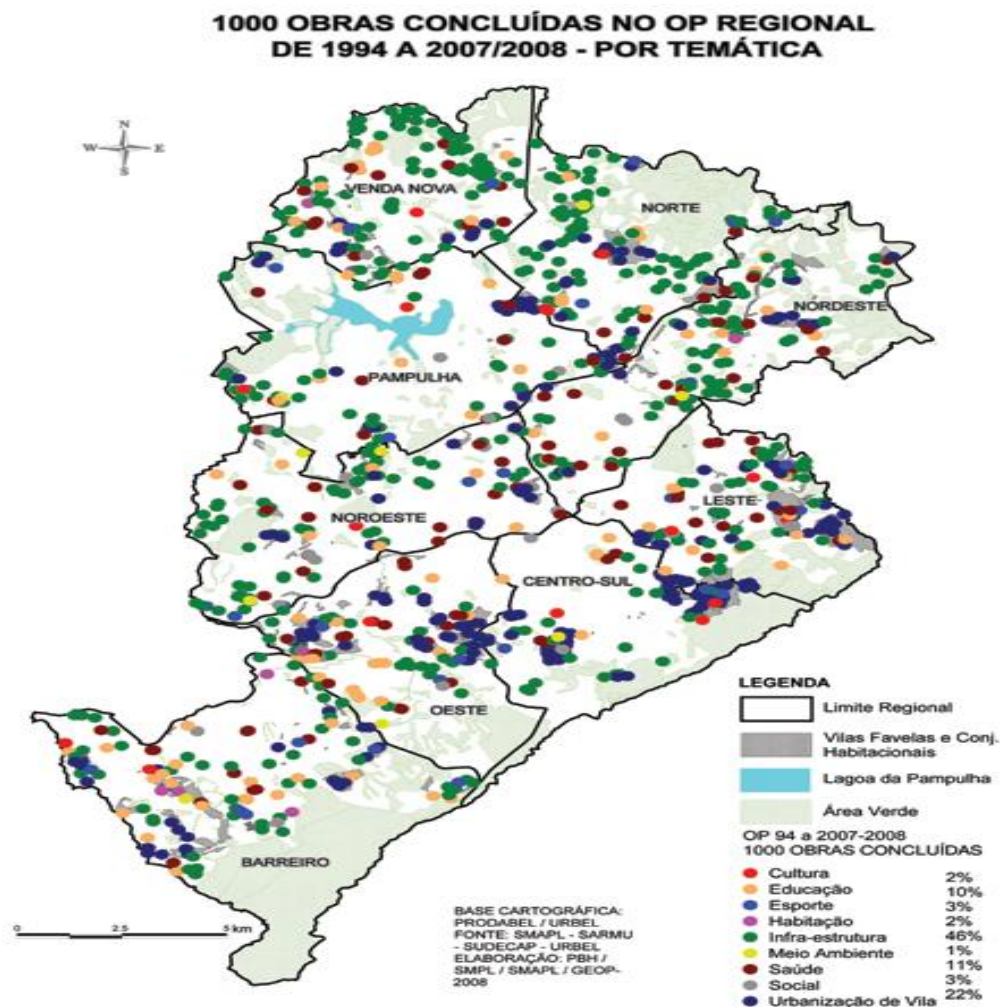 1000 OBRAS CONCLUÍDAS NO OP REGIONAL
DE 1994 A 2007/2008 - POR TEMÁTICA
N
W E
S
VENDA NOVA
NORTE
NORDESTE
PAMPULHA
LESTE
NOROESTE
CENTRO-SUL
OESTE
BARREIRO
LEGENDA
Limite Regional
Vilas Favelas e Conj.
Habitacionais
Lagoa da Pampulha
Área Verde
OP 94 a 2007-2008
1000 OBRAS CONCLUÍDAS
Cultura 2%
Educação 10%
Esporte 3%
Habitação 2%
Infra-estrutura 46%
Meio Ambiente 1%
Saúde 11%
Social 3%
Urbanização de Vila 22%
0 2.5 5 km
BASE CARTOGRÁFICA:
PRODABEL / URBEL
FONTE: SMAPL - SARMU
- SUDECAP - URBEL
ELABORAÇÃO: PBH /
SMPL / SMAPL / GEOP-
2008